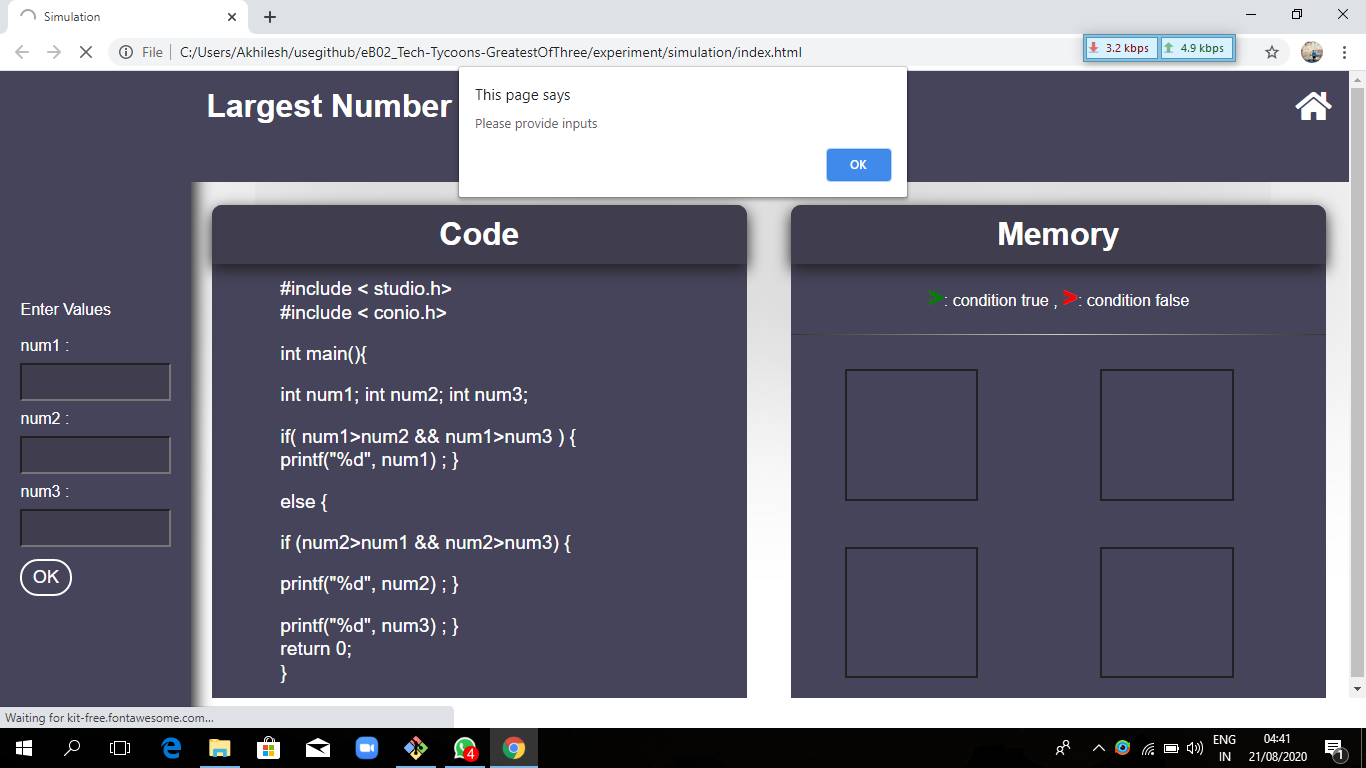 Simulation
File
C:/Users/Akhilesh/usegithub/eB02_Tech-Tycoons-GreatestOfThree/experiment/simulation/index.html
3.2 kbps
4.9 kbps
Largest Number
This page says
Please provide inputs
OK
Enter Values
num1 :
num2 :
num3 :
OK
Code
#include < studio.h>
#include < conio.h>
int main(){
int num1; int num2; int num3;
if( num1>num2 && num1>num3 ) {
printf("%d", num1) ; }
else {
if (num2>num1 && num2>num3) {
printf("%d", num2) ; }
printf("%d", num3) ; }
return 0;
}
Memory
>: condition true , >: condition false
Waiting for kit-free.fontawesome.com...
4
ENG
IN
04:41
21/08/2020
1